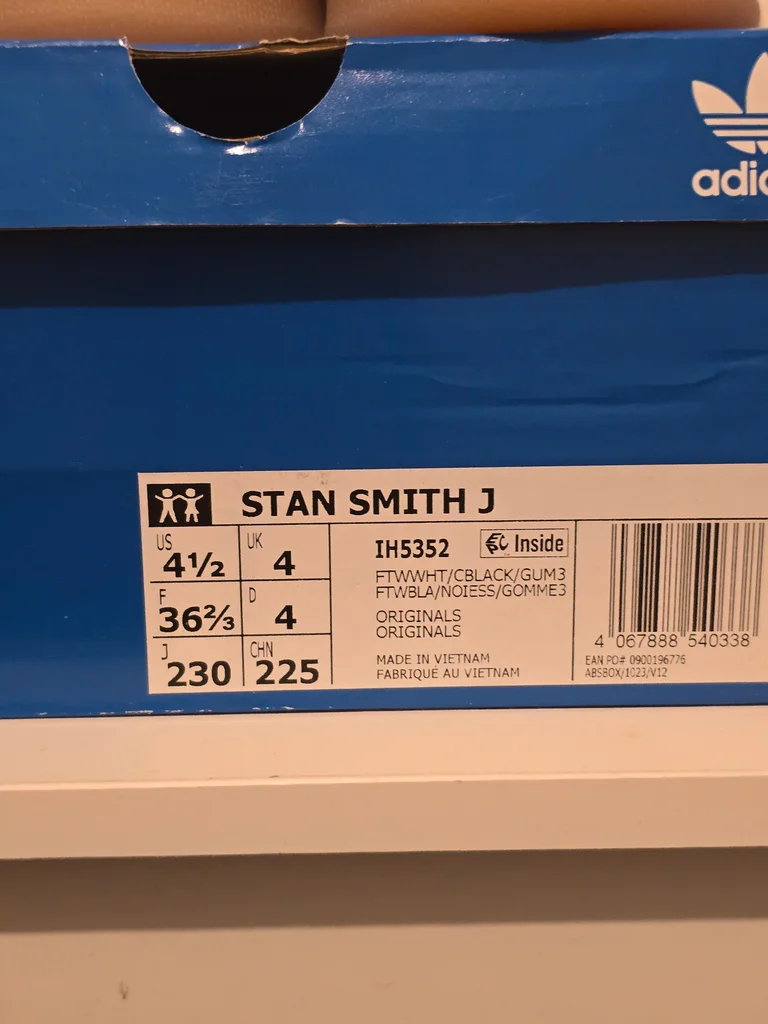 adid
STAN SMITH J
US 4½ UK 4
F 36⅔ D 4
J 230 CHN 225
IH5352 Inside
FTWWHT/CBLACK/GUM3
FTWBLA/NOIESS/GOMME3
ORIGINALS
ORIGINALS
MADE IN VIETNAM
FABRIQUÉ AU VIETNAM
4 067888 540338
EAN PO# 0900196776
ABSBOX/1023/V12